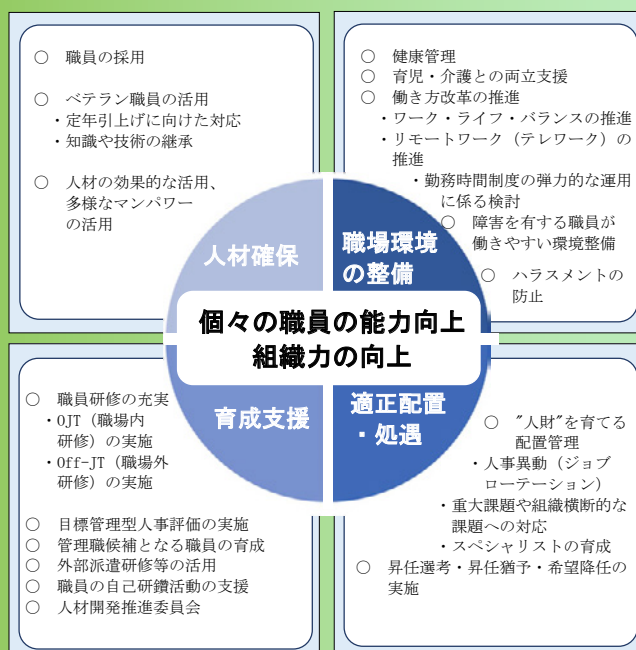 ○ 職員の採用
○ ベテラン職員の活用
・定年引上げに向けた対応
・知識や技術の継承
○ 人材の効果的な活用、
多様なマンパワー
の活用
○ 健康管理
○ 育児・介護との両立支援
○ 働き方改革の推進
・ワーク・ライフ・バランスの推進
・リモートワーク（テレワーク）の
推進
・勤務時間制度の弾力的な運用
に係る検討
○ 障害を有する職員が
働きやすい環境整備
○ ハラスメントの
防止
人材確保
職場環境
の整備
個々の職員の能力向上
組織力の向上
育成支援
適正配置
・処遇
○ 職員研修の充実
・OJT（職場内
研修）の実施
・Off-JT（職場外
研修）の実施
○ 目標管理型人事評価の実施
○ 管理職候補となる職員の育成
○ 外部派遣研修等の活用
○ 職員の自己研鑽活動の支援
○ 人材開発推進委員会
○ ”人財”を育てる
配置管理
・人事異動（ジョブ
ローテーション）
・重大課題や組織横断的な
課題への対応
・スペシャリストの育成
○ 昇任選考・昇任猶予・希望降任の
実施